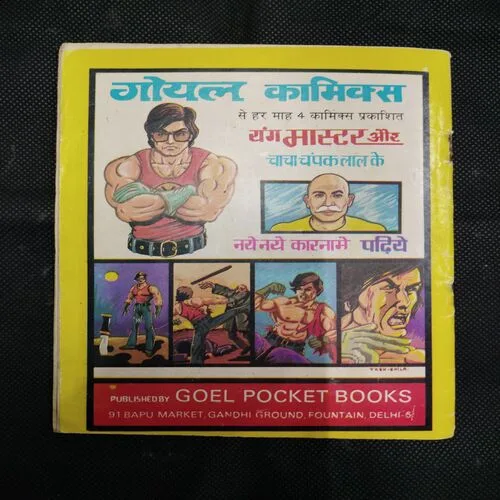 गोयल कामिक्स
से हर माह 4 कामिक्स प्रकाशित
यंग मास्टर और
चाचा चंपकलाल के
नये नये कारनामे पढ़िये
PUBLISHED BY GOEL POCKET BOOKS
91 BAPU MARKET, GANDHI GROUND, FOUNTAIN, DELHI-6